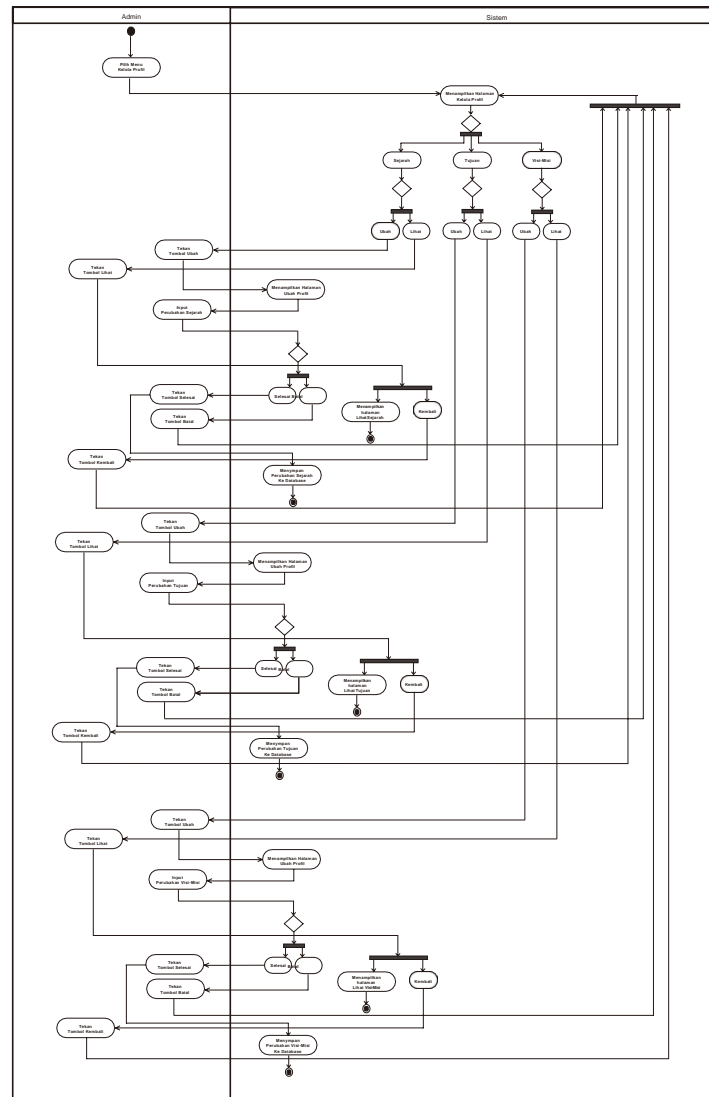 Admin
Sistem
Pilih Menu
Kelola Profil
Menampilkan Halaman
Kelola Profil
Sejarah
Tujuan
Visi-Misi
Ubah
Lihat
Ubah
Lihat
Ubah
Lihat
Tekan
Tombol Ubah
Tekan
Tombol Lihat
Menampilkan Halaman
Ubah Profil
Input
Perubahan Sejarah
Tekan
Tombol Selesai
Selesai
Batal
Menampilkan
halaman
Lihat Sejarah
Kembali
Tekan
Tombol Batal
Tekan
Tombol Kembali
Menympan
Perubahan Sejarah
Ke Database
Tekan
Tombol Ubah
Tekan
Tombol Lihat
Menampilkan Halaman
Ubah Profil
Input
Perubahan Tujuan
Tekan
Tombol Selesai
Selesai
Batal
Menampilkan
halaman
Lihat Tujuan
Kembali
Tekan
Tombol Batal
Tekan
Tombol Kembali
Menympan
Perubahan Tujuan
Ke Database
Tekan
Tombol Ubah
Tekan
Tombol Lihat
Menampilkan Halaman
Ubah Profil
Input
Perubahan Visi-Misi
Tekan
Tombol Selesai
Selesai
Batal
Menampilkan
halaman
Lihat VisiMisi
Kembali
Tekan
Tombol Batal
Tekan
Tombol Kembali
Menympan
Perubahan Visi-Misi
Ke Database